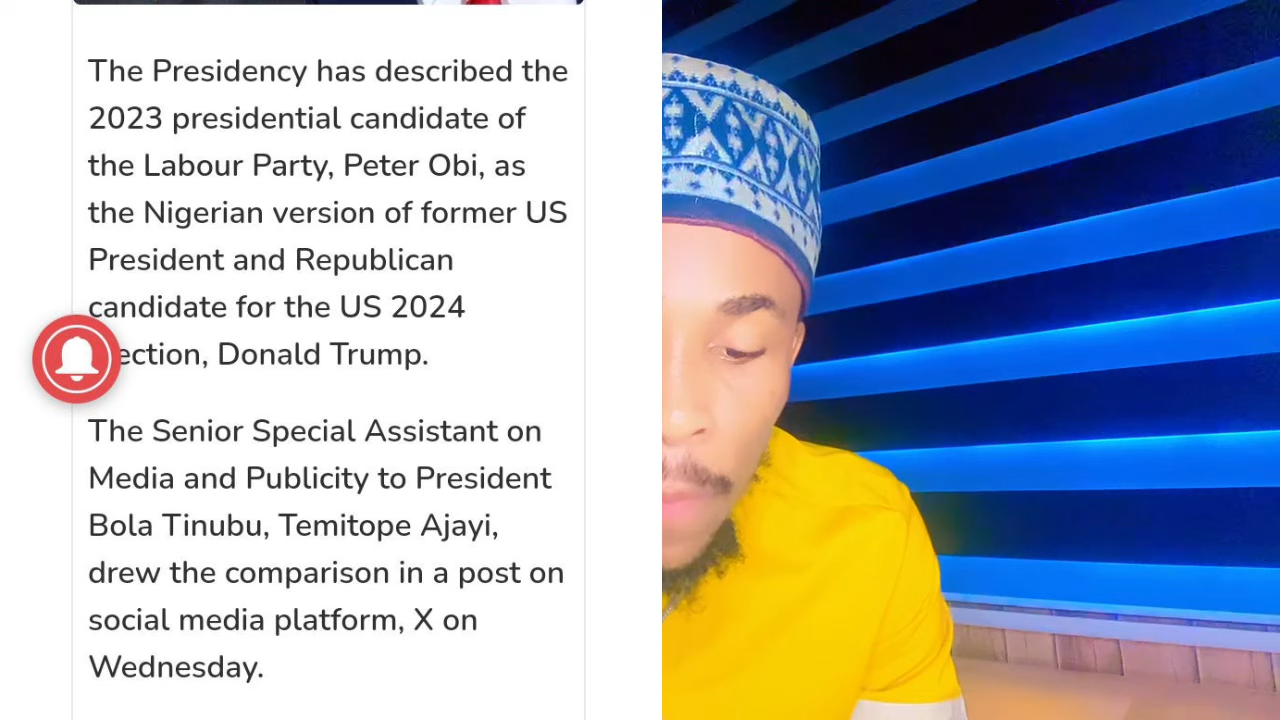 The Presidency has described the
2023 presidential candidate of
the Labour Party, Peter Obi, as
the Nigerian version of former US
President and Republican
candidate for the US 2024
ection, Donald Trump.
The Senior Special Assistant on
Media and Publicity to President
Bola Tinubu, Temitope Ajayi,
drew the comparison in a post on
social media platform, X on
Wednesday.